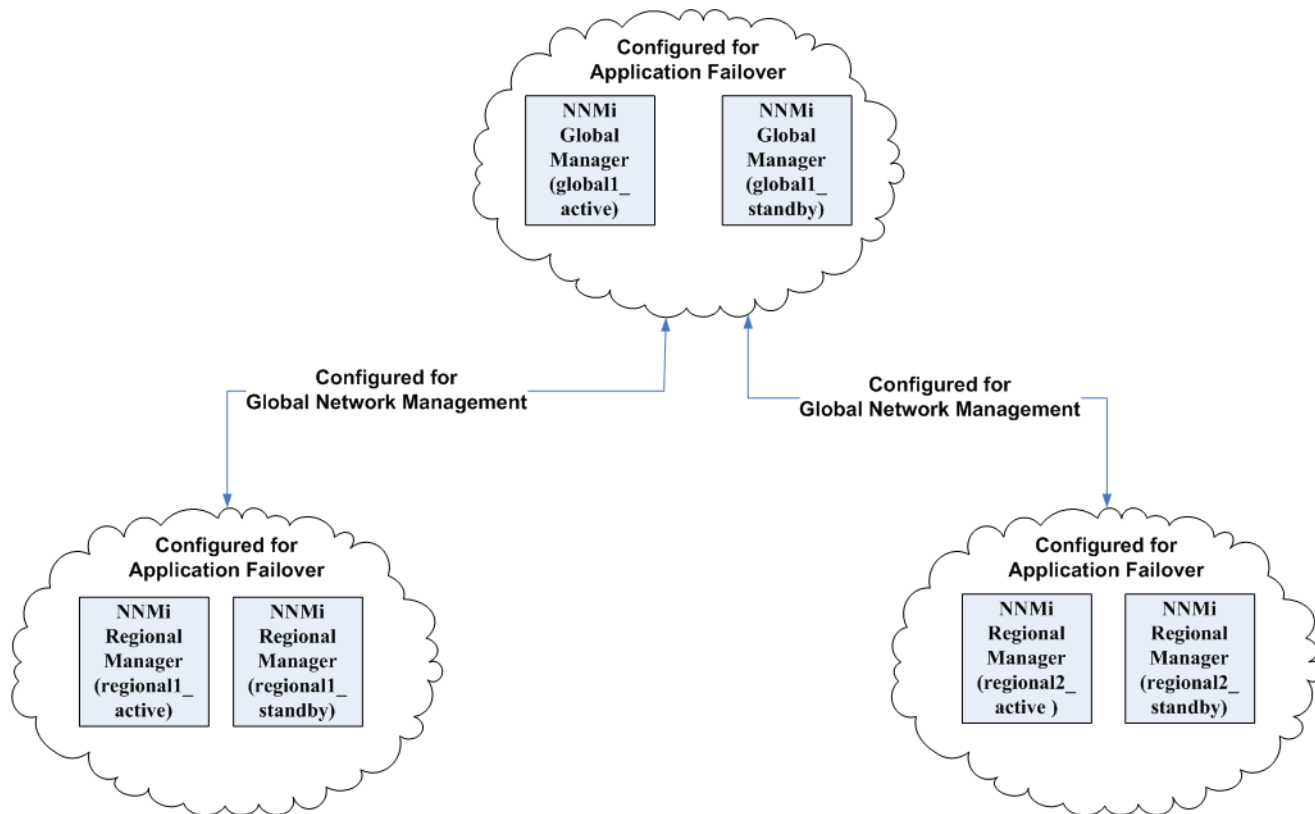 Configured for
Application Failover
NNMi
Global
Manager
(global1_
active)
NNMi
Global
Manager
(global1_
standby)
Configured for
Global Network Management
Configured for
Global Network Management
Configured for
Application Failover
NNMi
Regional
Manager
(regional1_
active)
NNMi
Regional
Manager
(regional1_
standby)
Configured for
Application Failover
NNMi
Regional
Manager
(regional2_
active )
NNMi
Regional
Manager
(regional2_
standby)